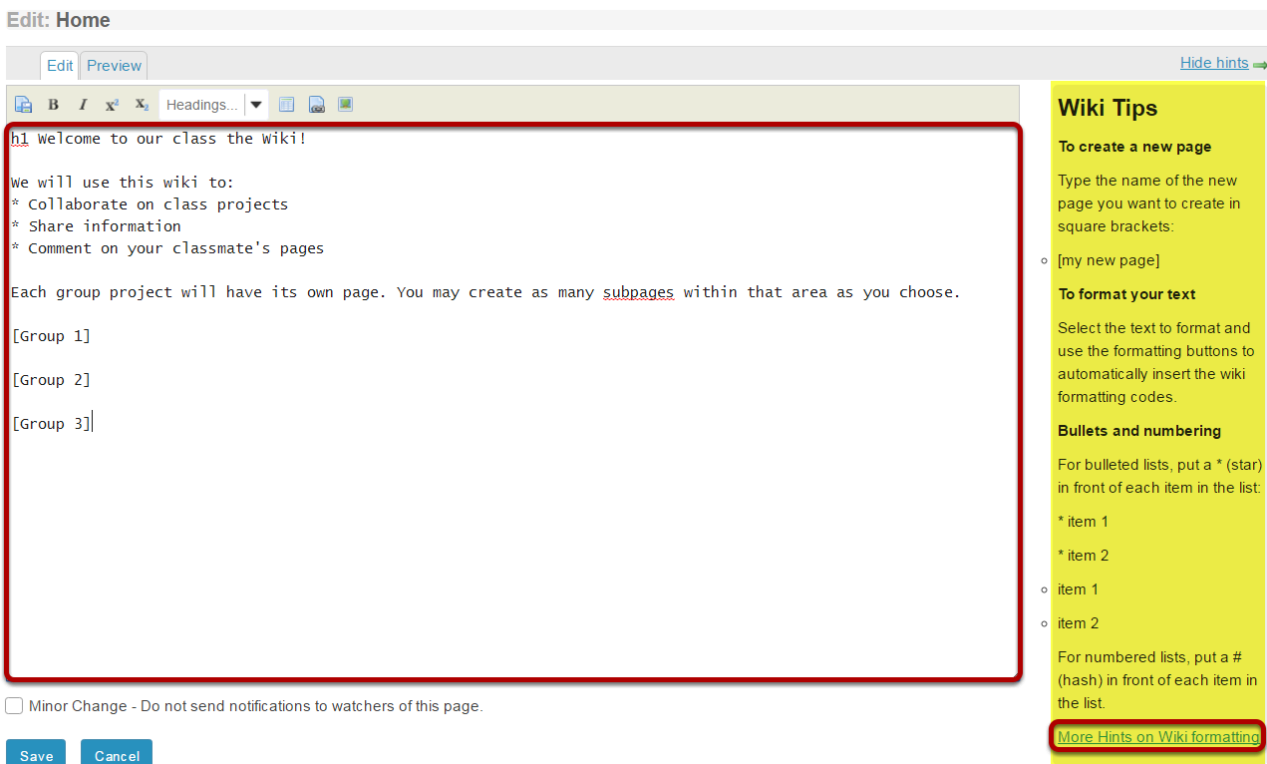 Edit: Home
Edit Preview
Hide hints
B I x² X₂ Headings...
h1 Welcome to our class the Wiki!
We will use this wiki to:
* Collaborate on class projects
* Share information
* Comment on your classmate's pages
Each group project will have its own page. You may create as many subpages within that area as you choose.
[Group 1]
[Group 2]
[Group 3]
Minor Change - Do not send notifications to watchers of this page.
Save Cancel
Wiki Tips
To create a new page
Type the name of the new
page you want to create in
square brackets:
[my new page]
To format your text
Select the text to format and
use the formatting buttons to
automatically insert the wiki
formatting codes.
Bullets and numbering
For bulleted lists, put a * (star)
in front of each item in the list:
* item 1
* item 2
item 1
item 2
For numbered lists, put a #
(hash) in front of each item in
the list.
More Hints on Wiki formatting